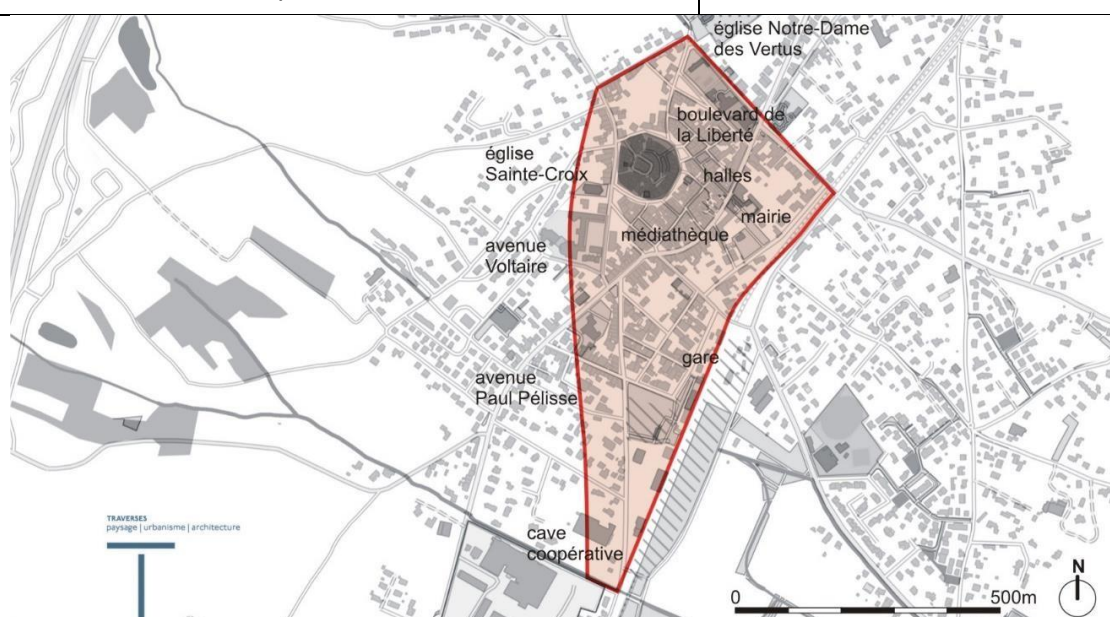 église Notre-Dame
des Vertus
boulevard de
la Liberté
église
Sainte-Croix
halles
mairie
médiathèque
avenue
Voltaire
gare
avenue
Paul Pélisse
TRAVERSES
paysage | urbanisme | architecture
cave
coopérative
0
500m
N